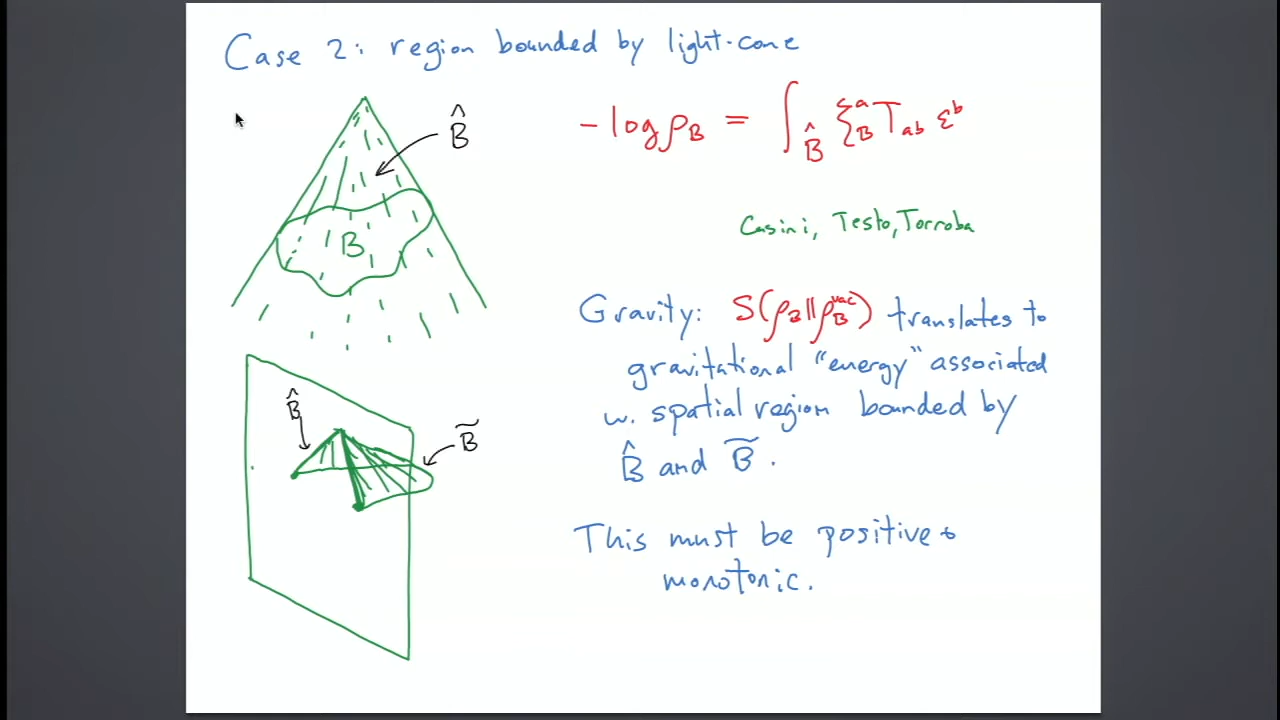 Case 2: region bounded by light-cone
B̂
B
- log ρ_B = ∫_B̂ ξ_B^a T_ab ε^b
Casini, Testo, Torroba
Gravity: S(ρ_B||ρ_B^vac) translates to
gravitational "energy" associated
w. spatial region bounded by
B̂ and B̃.
B̂
B̃
This must be positive +
monotonic.